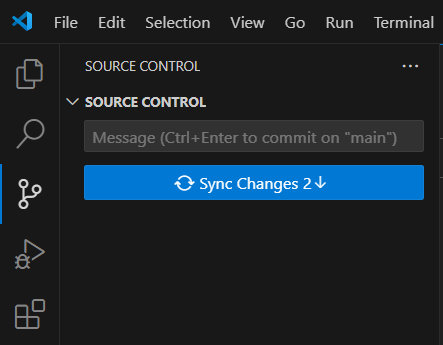 File Edit Selection View Go Run Terminal
SOURCE CONTROL
SOURCE CONTROL
Message (Ctrl+Enter to commit on "main")
Sync Changes 2↓